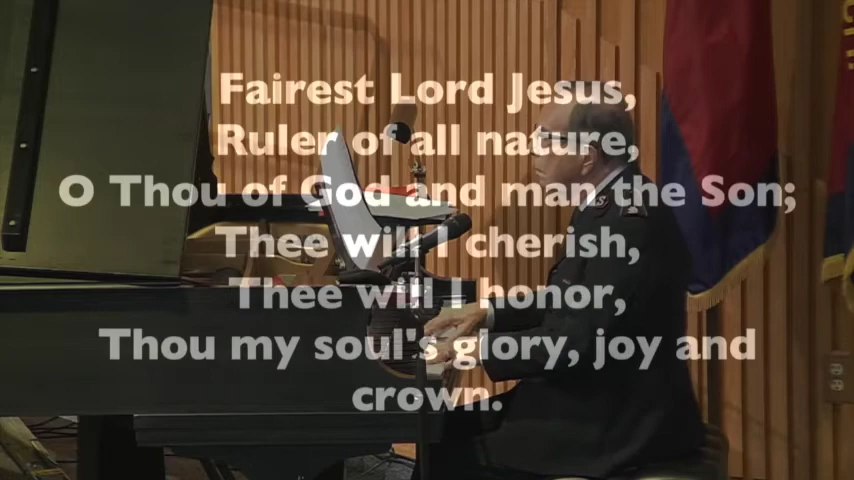 Fairest Lord Jesus,
Ruler of all nature,
O Thou of God and man the Son;
Thee will I cherish,
Thee will I honor,
Thou my soul's glory, joy and
crown.